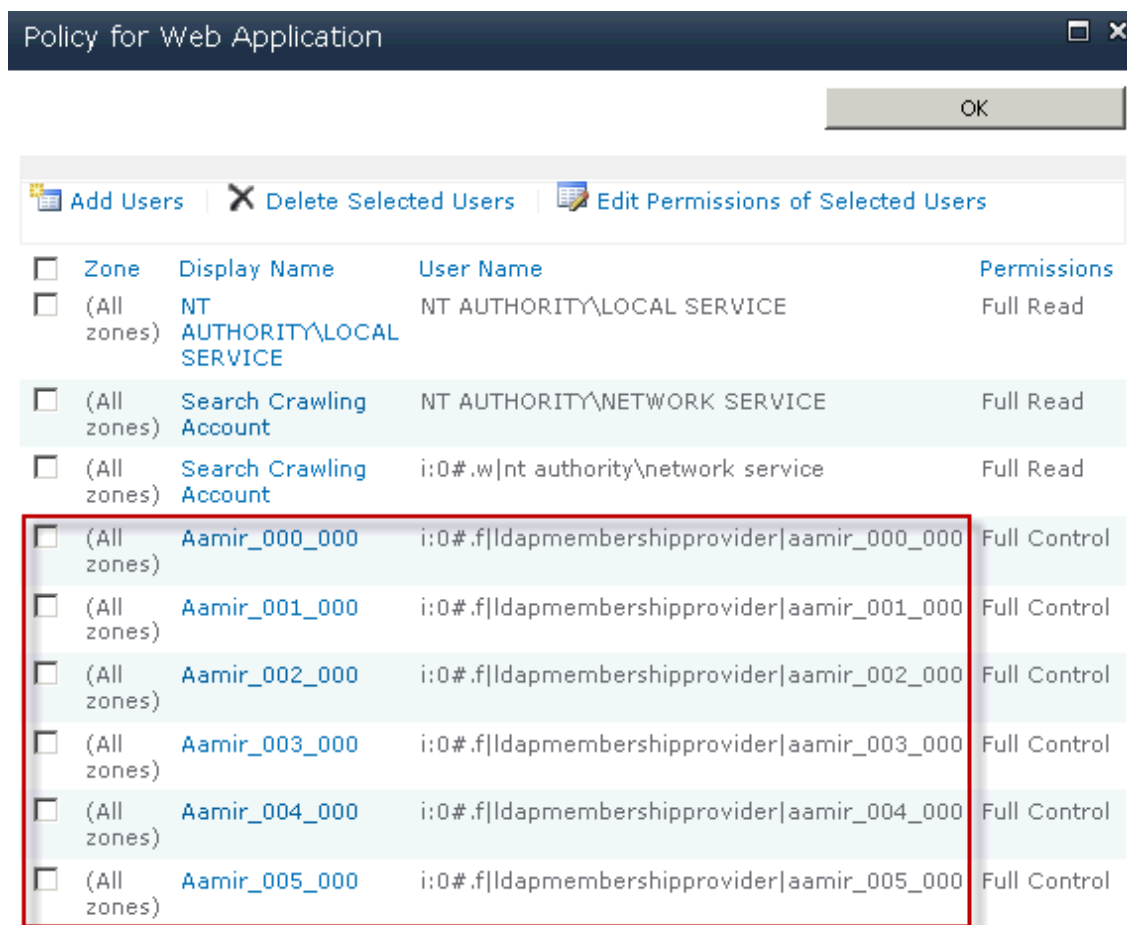 Policy for Web Application
OK
Add Users | Delete Selected Users | Edit Permissions of Selected Users
Zone Display Name User Name Permissions
(All NT NT AUTHORITY\LOCAL SERVICE Full Read
zones) AUTHORITY\LOCAL
SERVICE
(All Search Crawling NT AUTHORITY\NETWORK SERVICE Full Read
zones) Account
(All Search Crawling i:0#.w|nt authority\network service Full Read
zones) Account
(All Aamir_000_000 i:0#.f|ldapmembershipprovider|aamir_000_000 Full Control
zones)
(All Aamir_001_000 i:0#.f|ldapmembershipprovider|aamir_001_000 Full Control
zones)
(All Aamir_002_000 i:0#.f|ldapmembershipprovider|aamir_002_000 Full Control
zones)
(All Aamir_003_000 i:0#.f|ldapmembershipprovider|aamir_003_000 Full Control
zones)
(All Aamir_004_000 i:0#.f|ldapmembershipprovider|aamir_004_000 Full Control
zones)
(All Aamir_005_000 i:0#.f|ldapmembershipprovider|aamir_005_000 Full Control
zones)